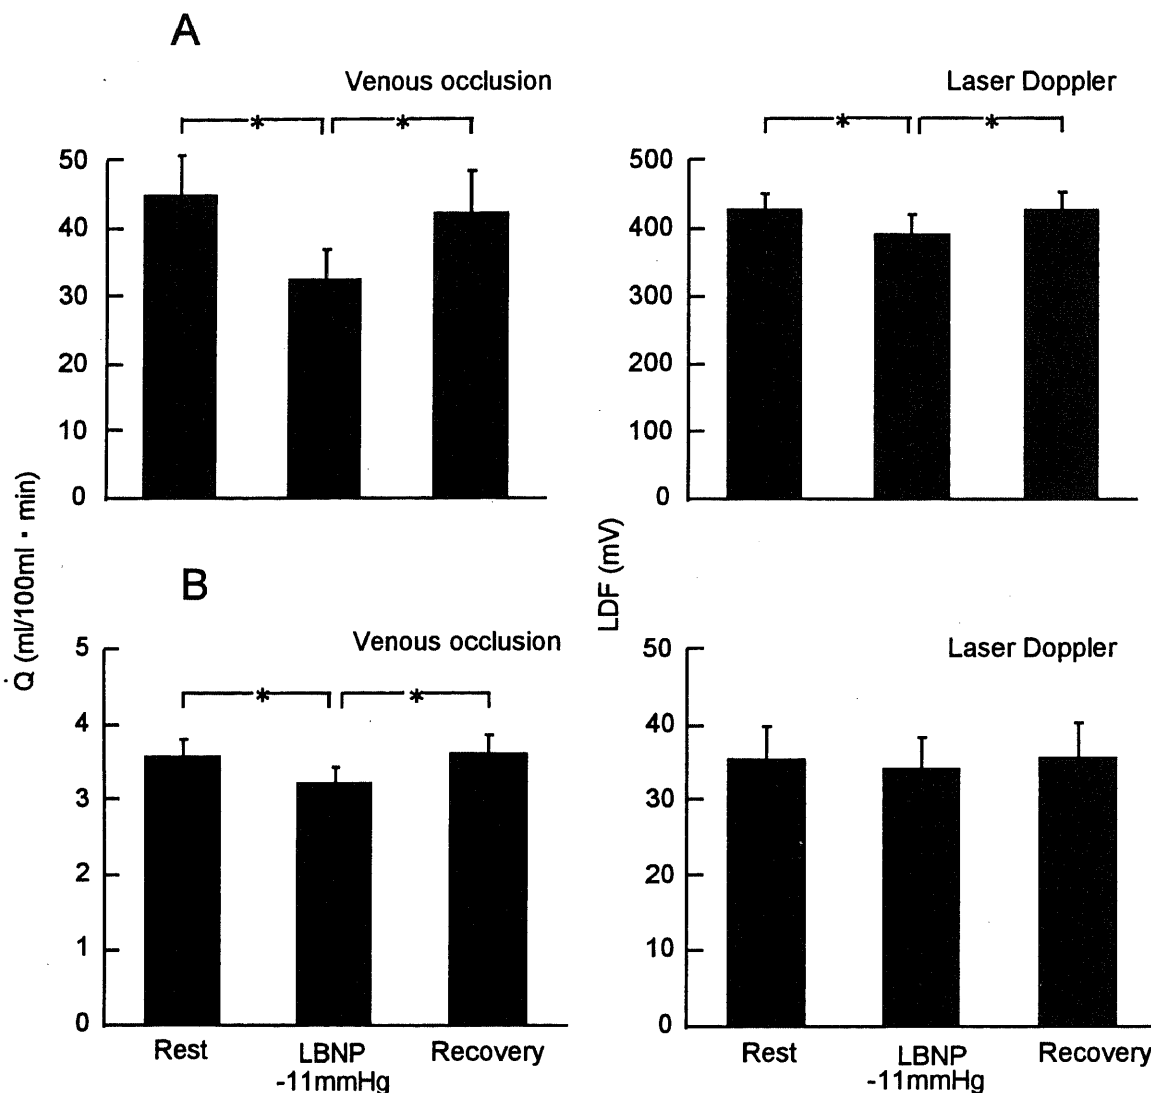 A
Venous occlusion
Laser Doppler
* *
* *
50
40
30
20
10
0
500
400
300
200
100
0
Q̇ (ml/100ml · min)
LDF (mV)
B
Venous occlusion
Laser Doppler
* *
5
4
3
2
1
0
50
40
30
20
10
0
Rest
LBNP
-11mmHg
Recovery
Rest
LBNP
-11mmHg
Recovery